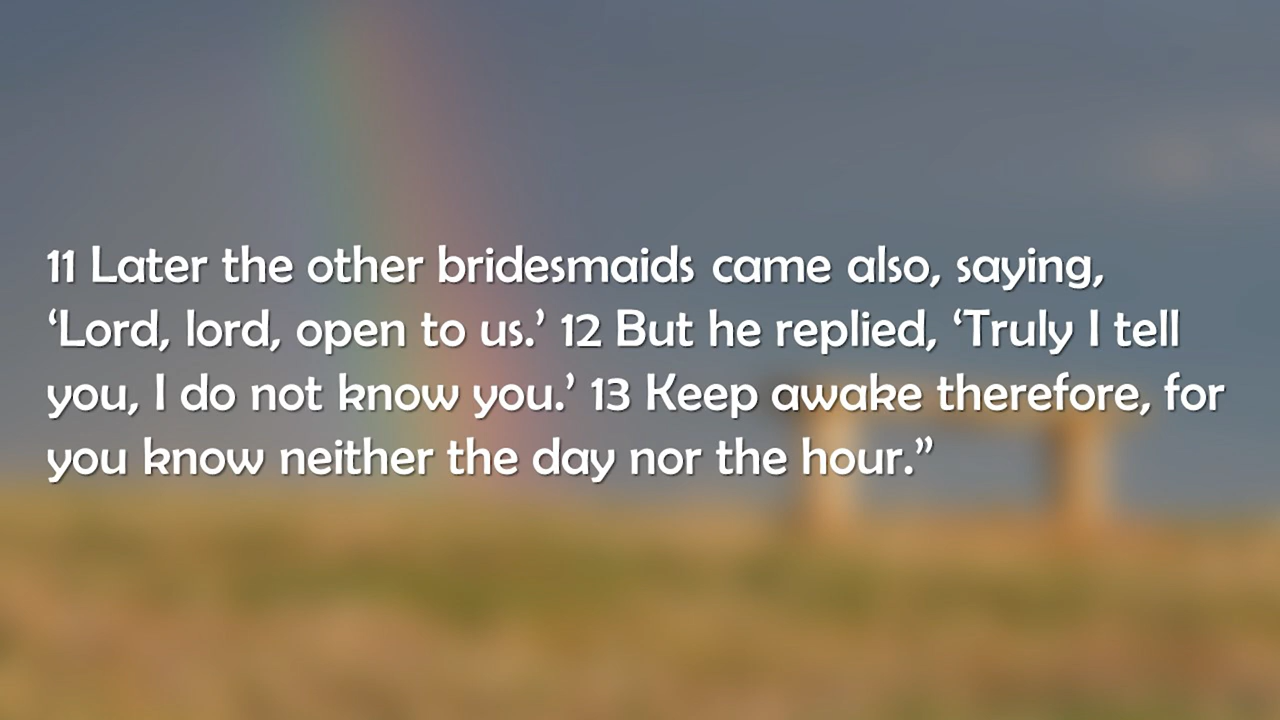 11 Later the other bridesmaids came also, saying,
‘Lord, lord, open to us.’ 12 But he replied, ‘Truly I tell
you, I do not know you.’ 13 Keep awake therefore, for
you know neither the day nor the hour.”